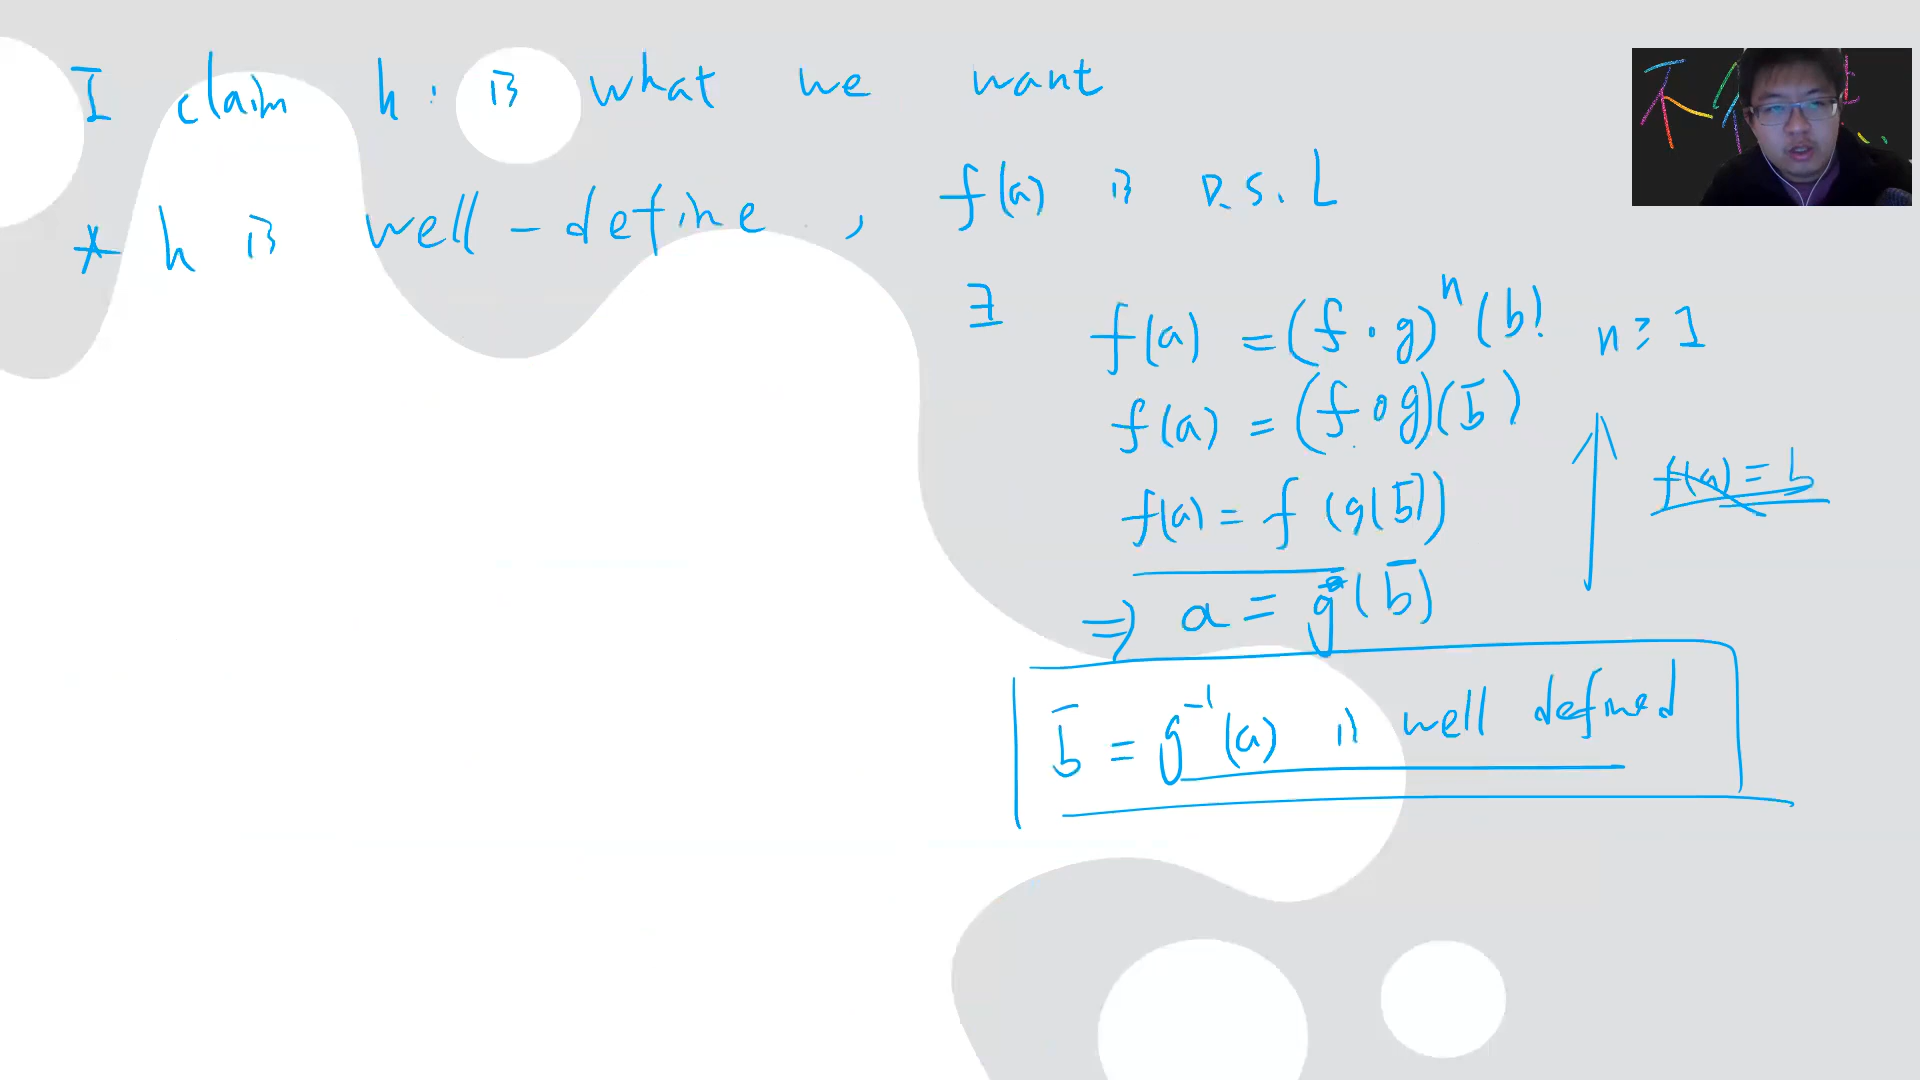 I claim h: is what we want
* h is well-define, f(a) is D.S.L
∃ f(a) = (f∘g)ⁿ(b) n ≥ 1
f(a) = (f∘g)(b̄)
f(a) = f(g(b̄))
f(a) = b
⇒ a = g(b̄)
b̄ = g⁻¹(a) is well defined